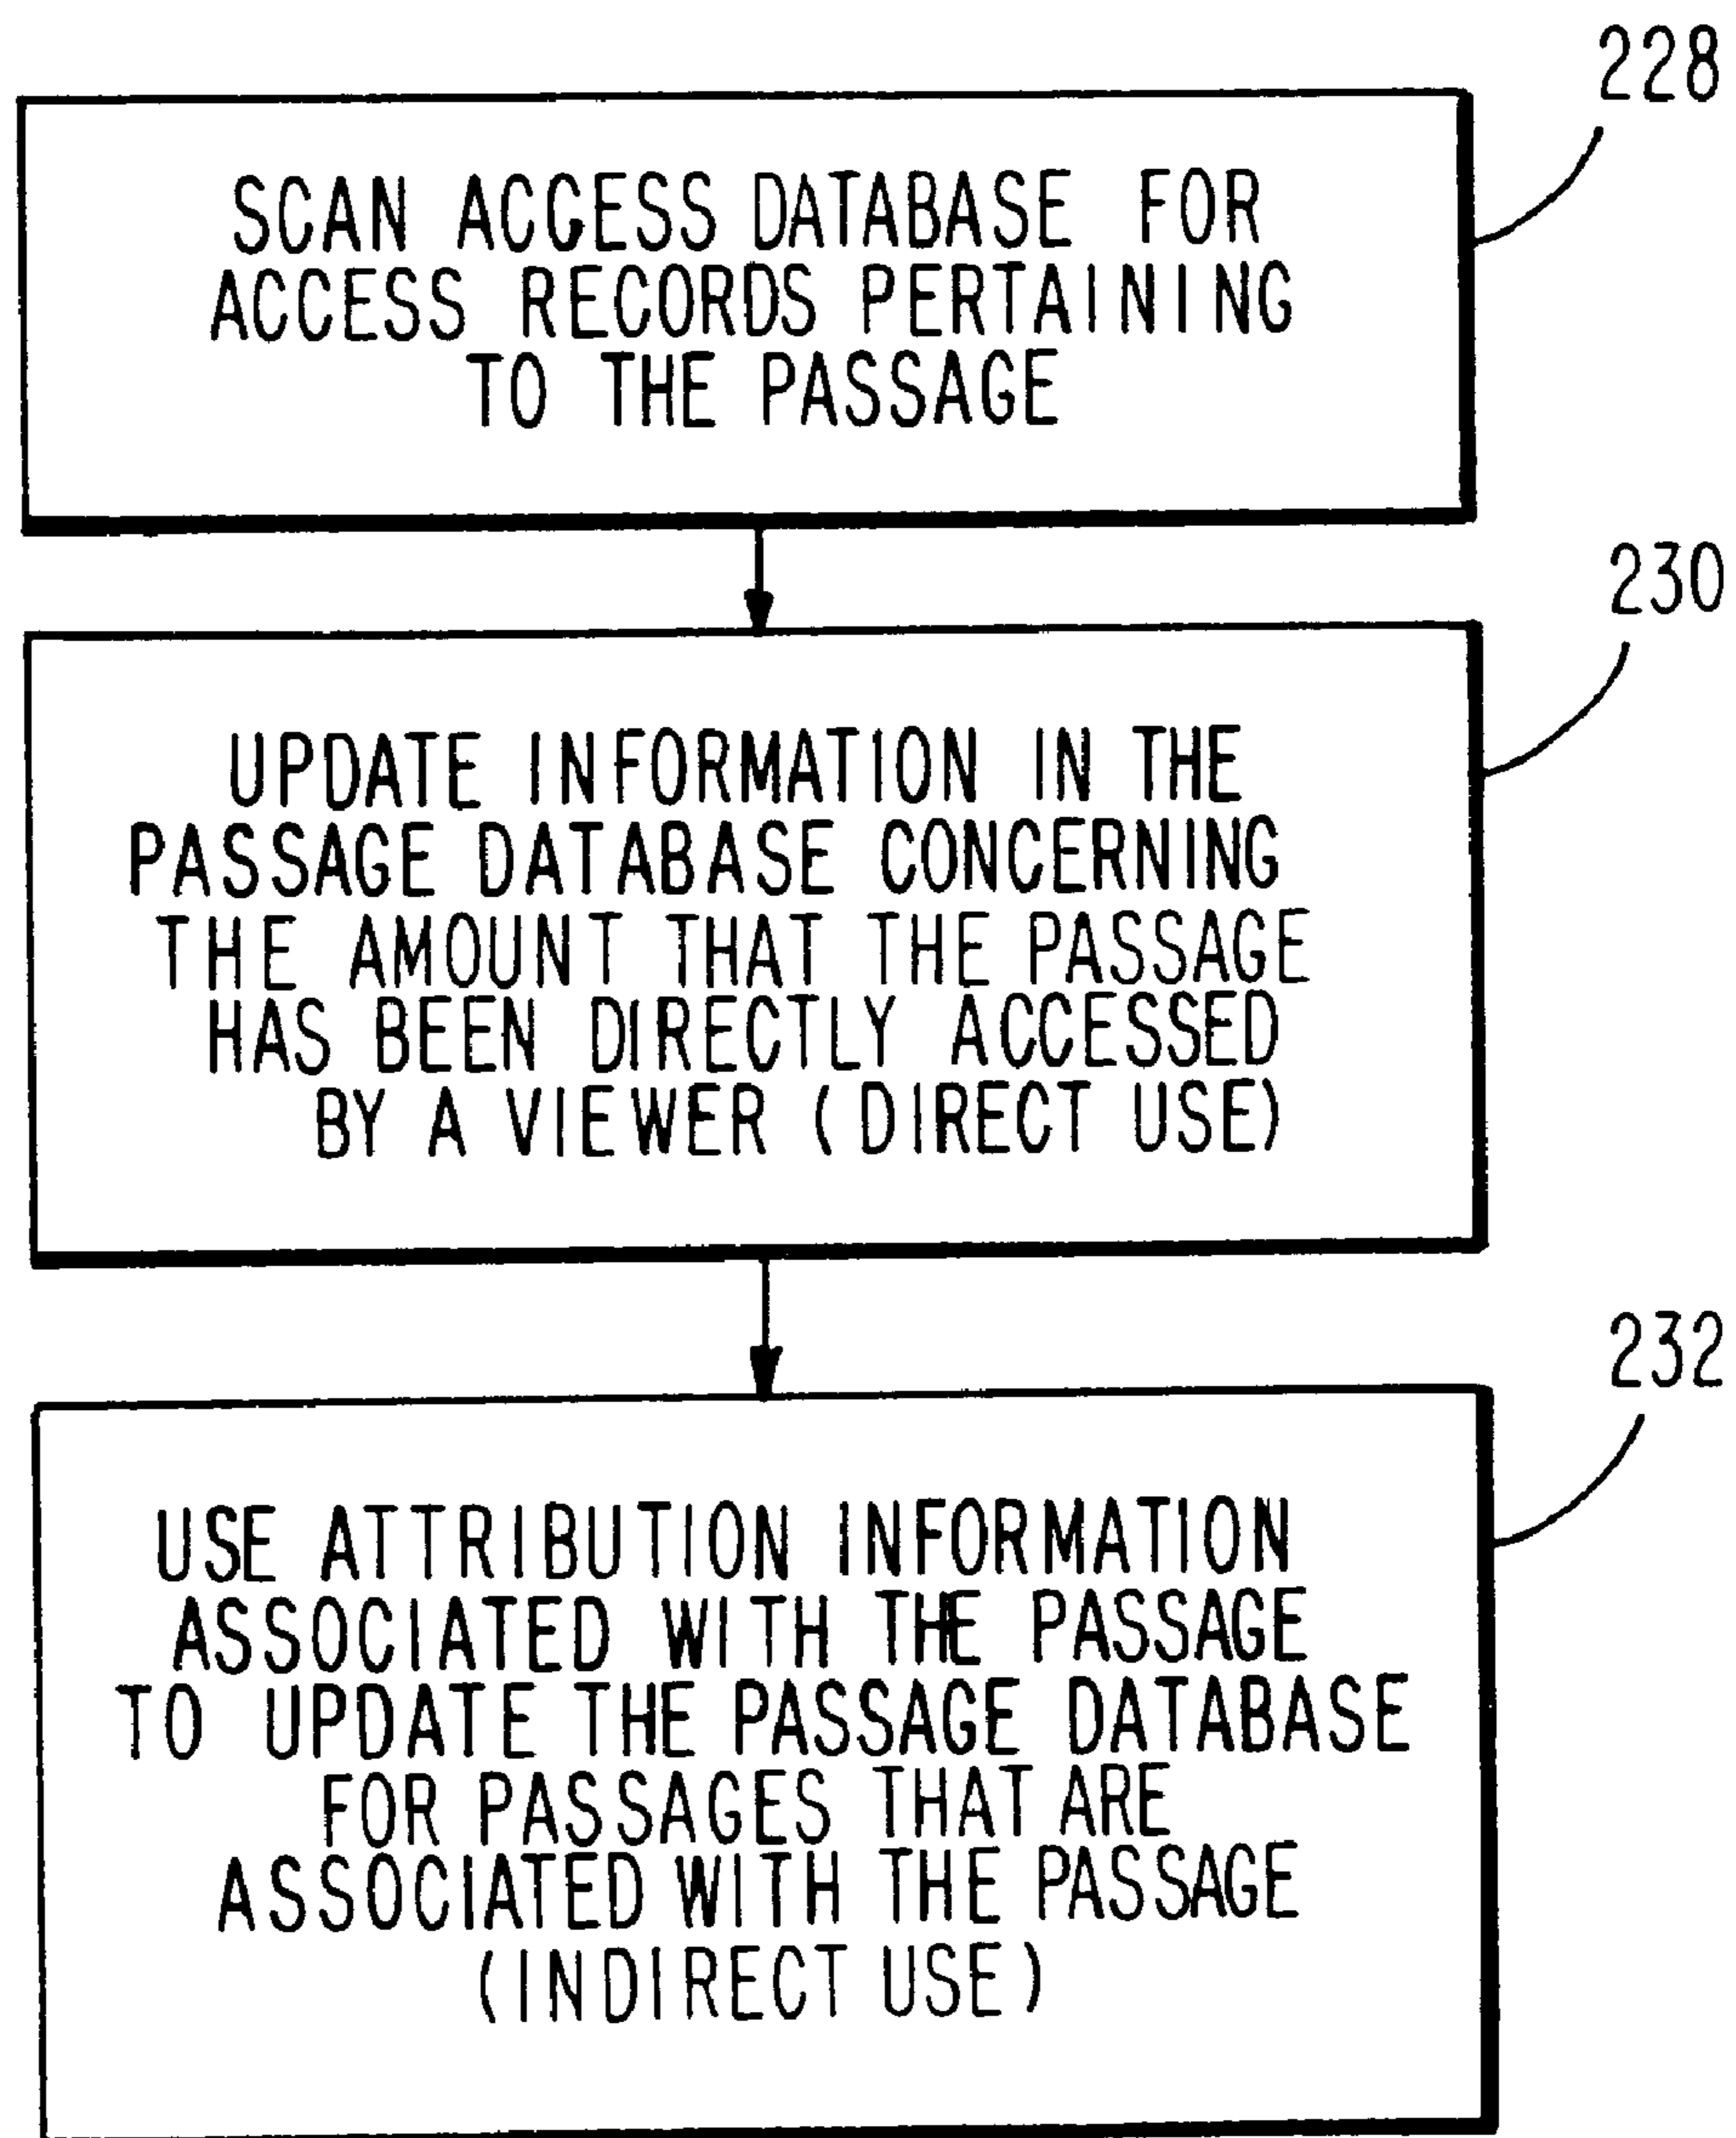 228
SCAN ACCESS DATABASE FOR
ACCESS RECORDS PERTAINING
TO THE PASSAGE
230
UPDATE INFORMATION IN THE
PASSAGE DATABASE CONCERNING
THE AMOUNT THAT THE PASSAGE
HAS BEEN DIRECTLY ACCESSED
BY A VIEWER (DIRECT USE)
232
USE ATTRIBUTION INFORMATION
ASSOCIATED WITH THE PASSAGE
TO UPDATE THE PASSAGE DATABASE
FOR PASSAGES THAT ARE
ASSOCIATED WITH THE PASSAGE
(INDIRECT USE)